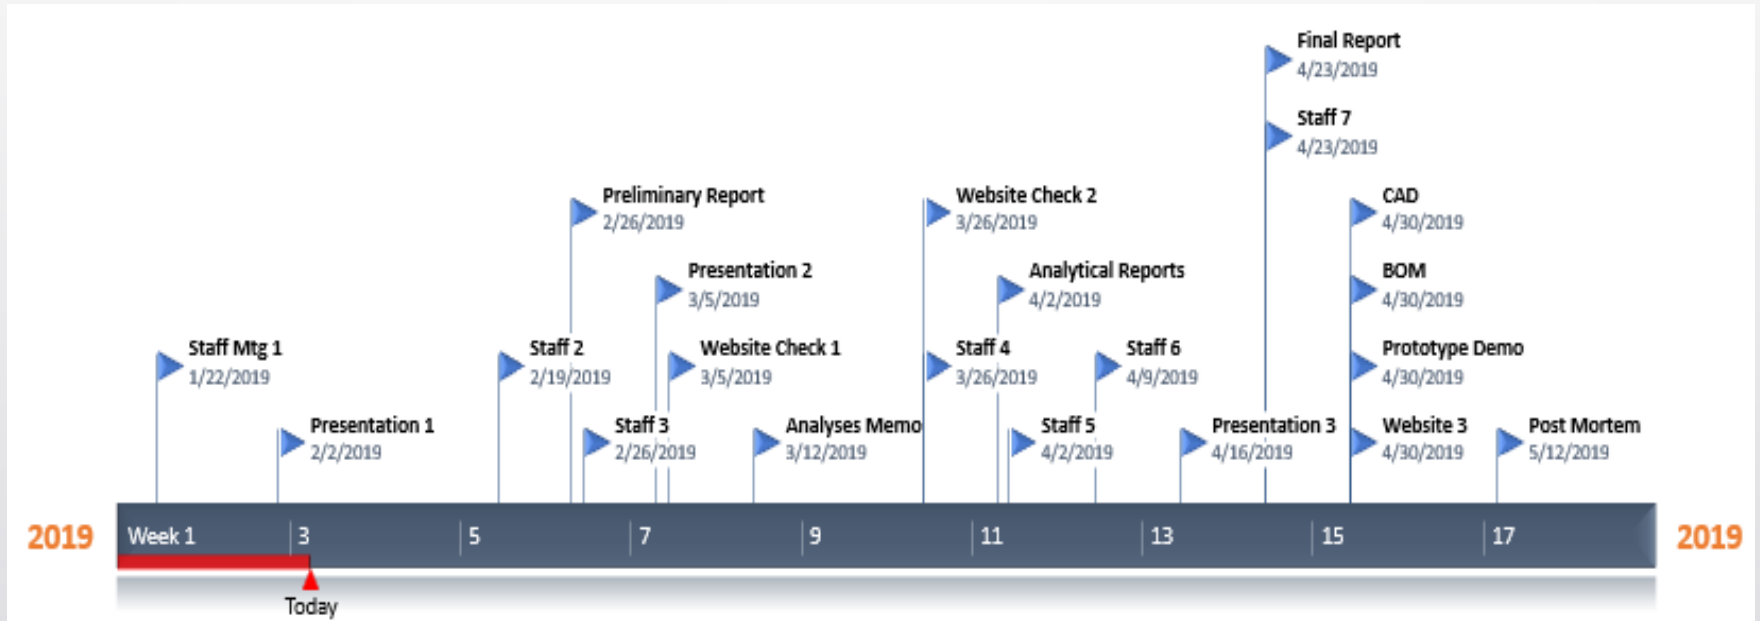 Final Report
4/23/2019
Staff 7
4/23/2019
Preliminary Report
2/26/2019
Website Check 2
3/26/2019
CAD
4/30/2019
Presentation 2
3/5/2019
Analytical Reports
4/2/2019
BOM
4/30/2019
Staff Mtg 1
1/22/2019
Staff 2
2/19/2019
Website Check 1
3/5/2019
Staff 4
3/26/2019
Staff 6
4/9/2019
Prototype Demo
4/30/2019
Presentation 1
2/2/2019
Staff 3
2/26/2019
Analyses Memo
3/12/2019
Staff 5
4/2/2019
Presentation 3
4/16/2019
Website 3
4/30/2019
Post Mortem
5/12/2019
2019 Week 1 3 5 7 9 11 13 15 17 2019
Today